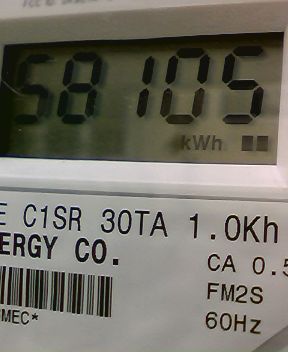 58105
kWh
E C1SR 30TA 1.0Kh
ERGY CO.
CA 0.5
FM2S
MEC*
60Hz